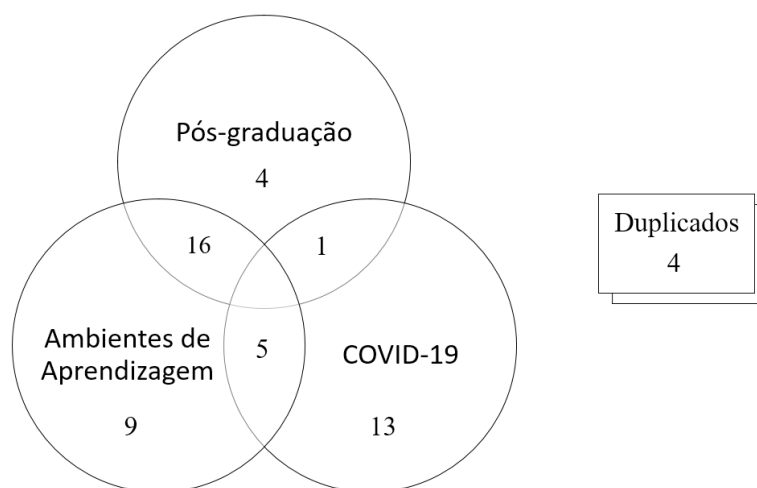 Pós-graduação
4
16
1
Ambientes de
Aprendizagem
5
COVID-19
9
13
Duplicados
4